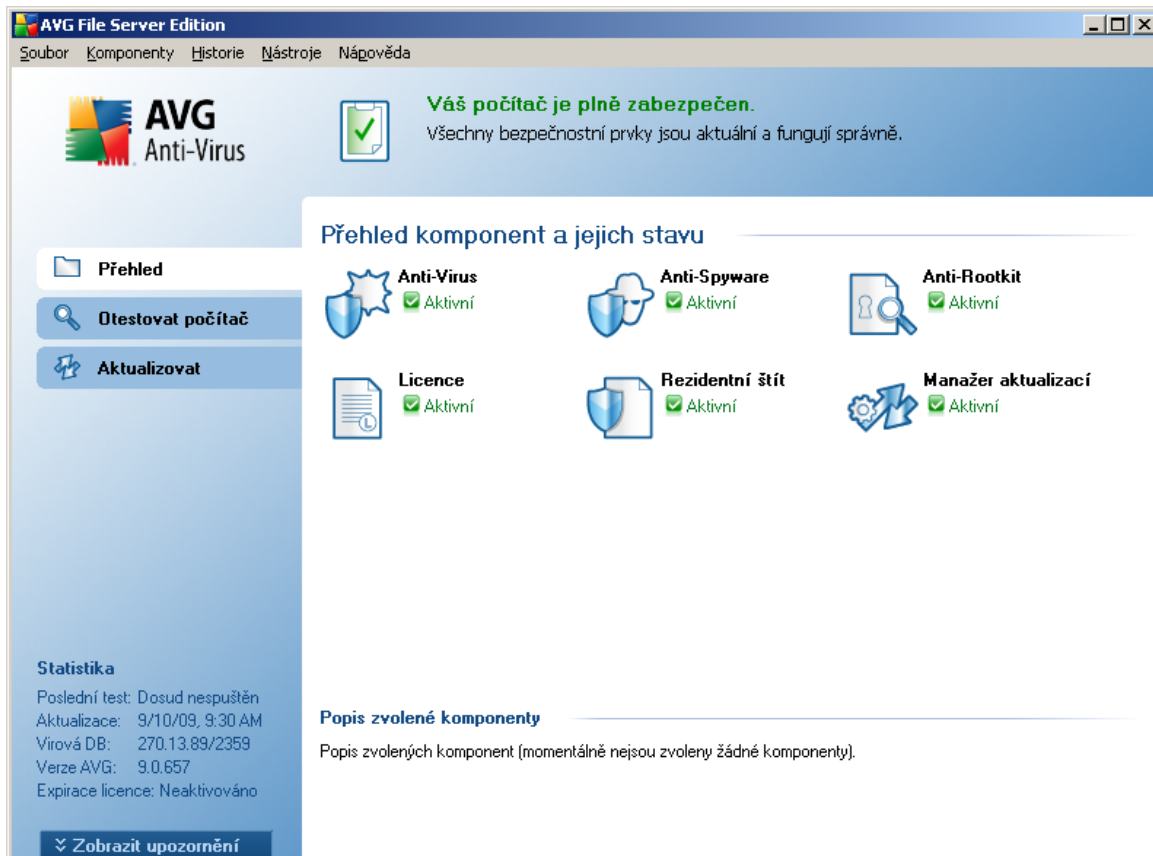 AVG File Server Edition
Soubor Komponenty Historie Nástroje Nápověda
AVG
Anti-Virus
Váš počítač je plně zabezpečen.
Všechny bezpečnostní prvky jsou aktuální a fungují správně.
Přehled
Otestovat počítač
Aktualizovat
Přehled komponent a jejich stavu
Anti-Virus
Aktivní
Anti-Spyware
Aktivní
Anti-Rootkit
Aktivní
Licence
Aktivní
Rezidentní štít
Aktivní
Manažer aktualizací
Aktivní
Statistika
Poslední test: Dosud nespuštěn
Aktualizace: 9/10/09, 9:30 AM
Virová DB: 270.13.89/2359
Verze AVG: 9.0.657
Expirace licence: Neaktivováno
Zobrazit upozornění
Popis zvolené komponenty
Popis zvolených komponent (momentálně nejsou zvoleny žádné komponenty).